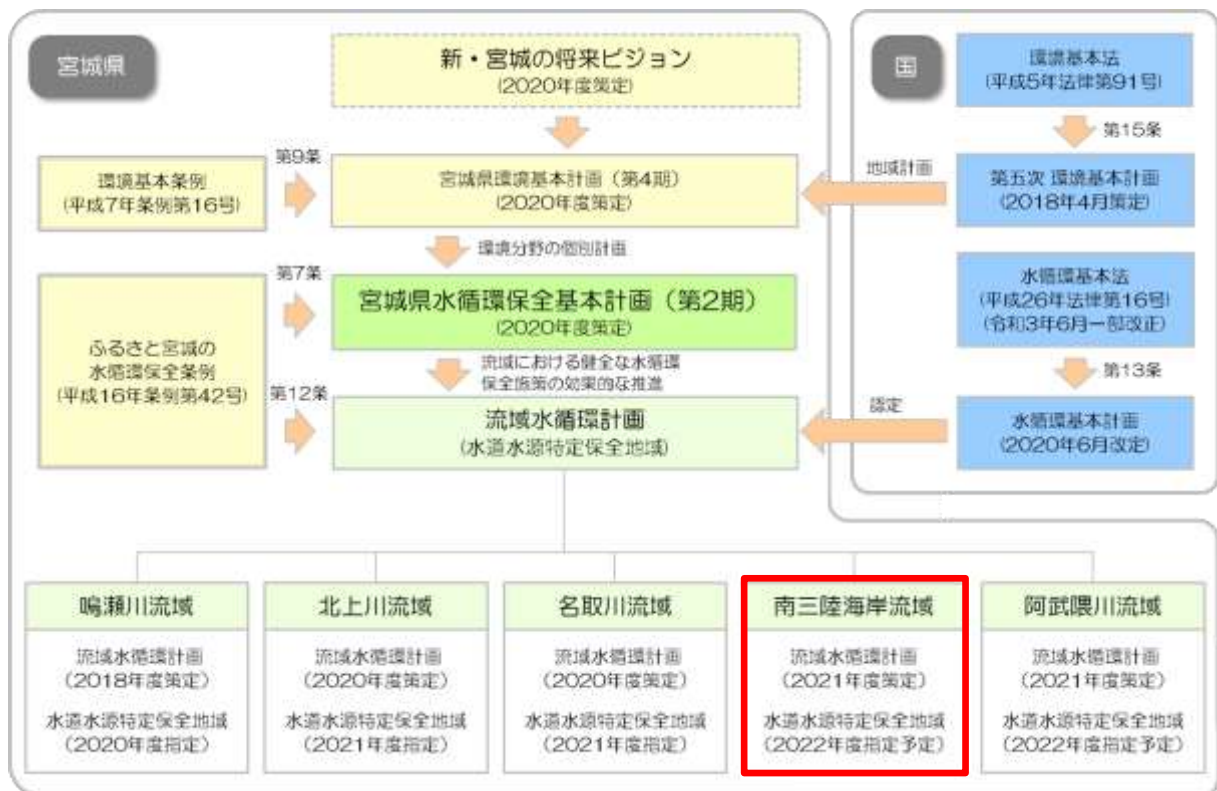 宮城県
新・宮城の将来ビジョン
(2020年度策定)
国
環境基本法
(平成5年法律第91号)
第15条
環境基本条例
(平成7年条例第16号)
第9条
宮城県環境基本計画（第4期）
(2020年度策定)
地域計画
第五次 環境基本計画
(2018年4月策定)
環境分野の個別計画
ふるさと宮城の
水循環保全条例
(平成16年条例第42号)
第7条
宮城県水循環保全基本計画（第2期）
(2020年度策定)
水循環基本法
(平成26年法律第16号)
(令和3年6月一部改正)
流域における健全な水循環
保全施策の効果的な推進
第13条
第12条
流域水循環計画
(水道水源特定保全地域)
認定
水循環基本計画
(2020年6月改定)
鳴瀬川流域
流域水循環計画
（2018年度策定）
水道水源特定保全地域
（2020年度指定）
北上川流域
流域水循環計画
（2020年度策定）
水道水源特定保全地域
（2021年度指定）
名取川流域
流域水循環計画
（2020年度策定）
水道水源特定保全地域
（2021年度指定）
南三陸海岸流域
流域水循環計画
（2021年度策定）
水道水源特定保全地域
（2022年度指定予定）
阿武隈川流域
流域水循環計画
（2021年度策定）
水道水源特定保全地域
（2022年度指定予定）